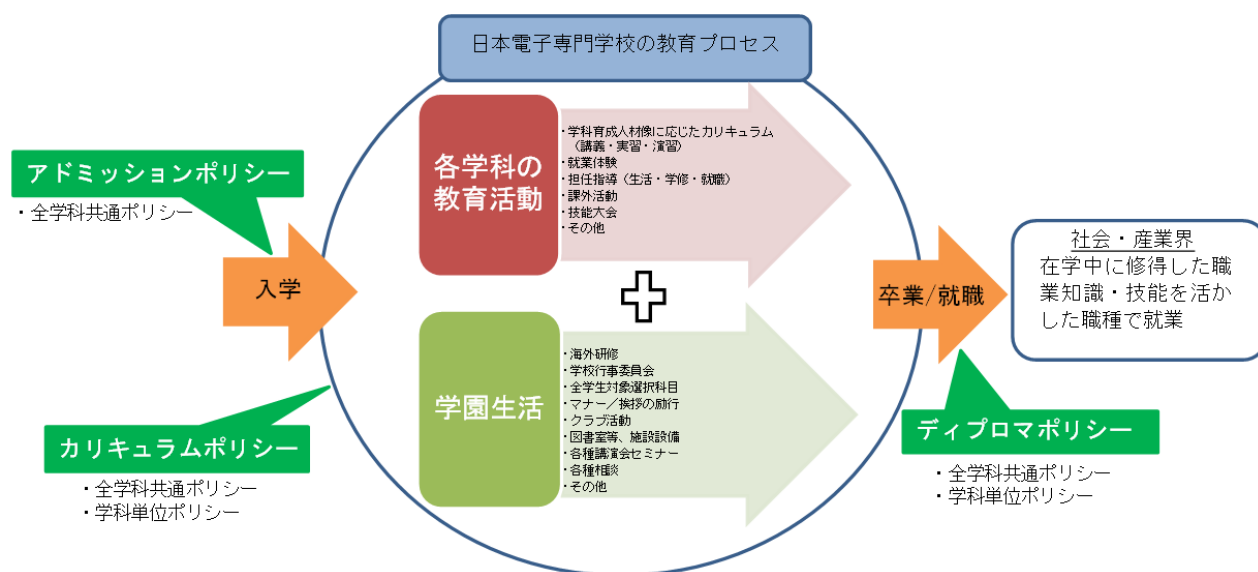 日本電子専門学校の教育プロセス
アドミッションポリシー
・全学科共通ポリシー
入学
カリキュラムポリシー
・全学科共通ポリシー
・学科単位ポリシー
各学科の
教育活動
・学科育成人材像に応じたカリキュラム
（講義・実習・演習）
・就業体験
・担任指導（生活・学修・就職）
・課外活動
・技能大会
・その他
学園生活
・海外研修
・学校行事委員会
・全学生対象選択科目
・マナー／挨拶の励行
・クラブ活動
・図書室等、施設設備
・各種講演会セミナー
・各種相談
・その他
卒業/就職
ディプロマポリシー
・全学科共通ポリシー
・学科単位ポリシー
社会・産業界
在学中に修得した職
業知識・技能を活か
した職種で就業